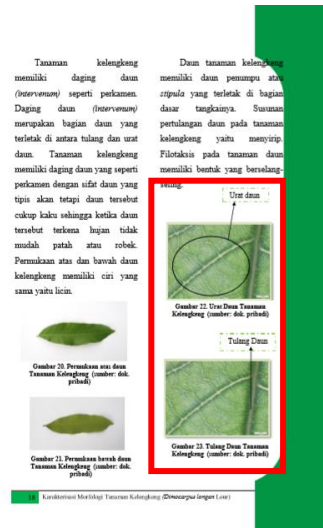 Tanaman kelengkeng
memiliki daging daun
(intervenum) seperti perkamen.
Daging daun (intervenum)
merupakan bagian daun yang
terletak di antara tulang dan urat
daun. Tanaman kelengkeng
memiliki daging daun yang seperti
perkamen dengan sifat daun yang
tipis akan tetapi daun tersebut
cukup kaku sehingga ketika daun
tersebut terkena hujan tidak
mudah patah atau robek.
Permukaan atas dan bawah daun
kelengkeng memiliki ciri yang
sama yaitu licin.
Gambar 20. Permukaan atas daun
Tanaman Kelengkeng (sumber: dok.
pribadi)
Gambar 21. Permukaan bawah daun
Tanaman Kelengkeng (sumber: dok.
pribadi)
Daun tanaman kelengkeng
memiliki daun penumpu atau
stipula yang terletak di bagian
dasar tangkainya. Susunan
pertulangan daun pada tanaman
kelengkeng yaitu menyirip.
Filotaksis pada tanaman daun
memiliki bentuk yang berselang-
seling.
Urat daun
Gambar 22. Urat Daun Tanaman
Kelengkeng (sumber: dok. pribadi)
Tulang Daun
Gambar 23. Tulang Daun Tanaman
Kelengkeng (sumber: dok. pribadi)
18 Karakterisasi Morfologi Tanaman Kelengkeng (Dimocarpus longan Lour)